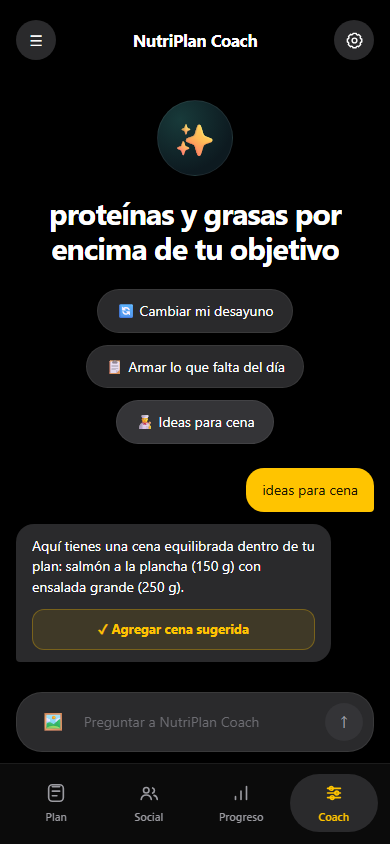 NutriPlan Coach
proteínas y grasas por
encima de tu objetivo
Cambiar mi desayuno
Armar lo que falta del día
Ideas para cena
ideas para cena
Aquí tienes una cena equilibrada dentro de tu
plan: salmón a la plancha (150 g) con
ensalada grande (250 g).
✓ Agregar cena sugerida
Preguntar a NutriPlan Coach
Plan
Social
Progreso
Coach